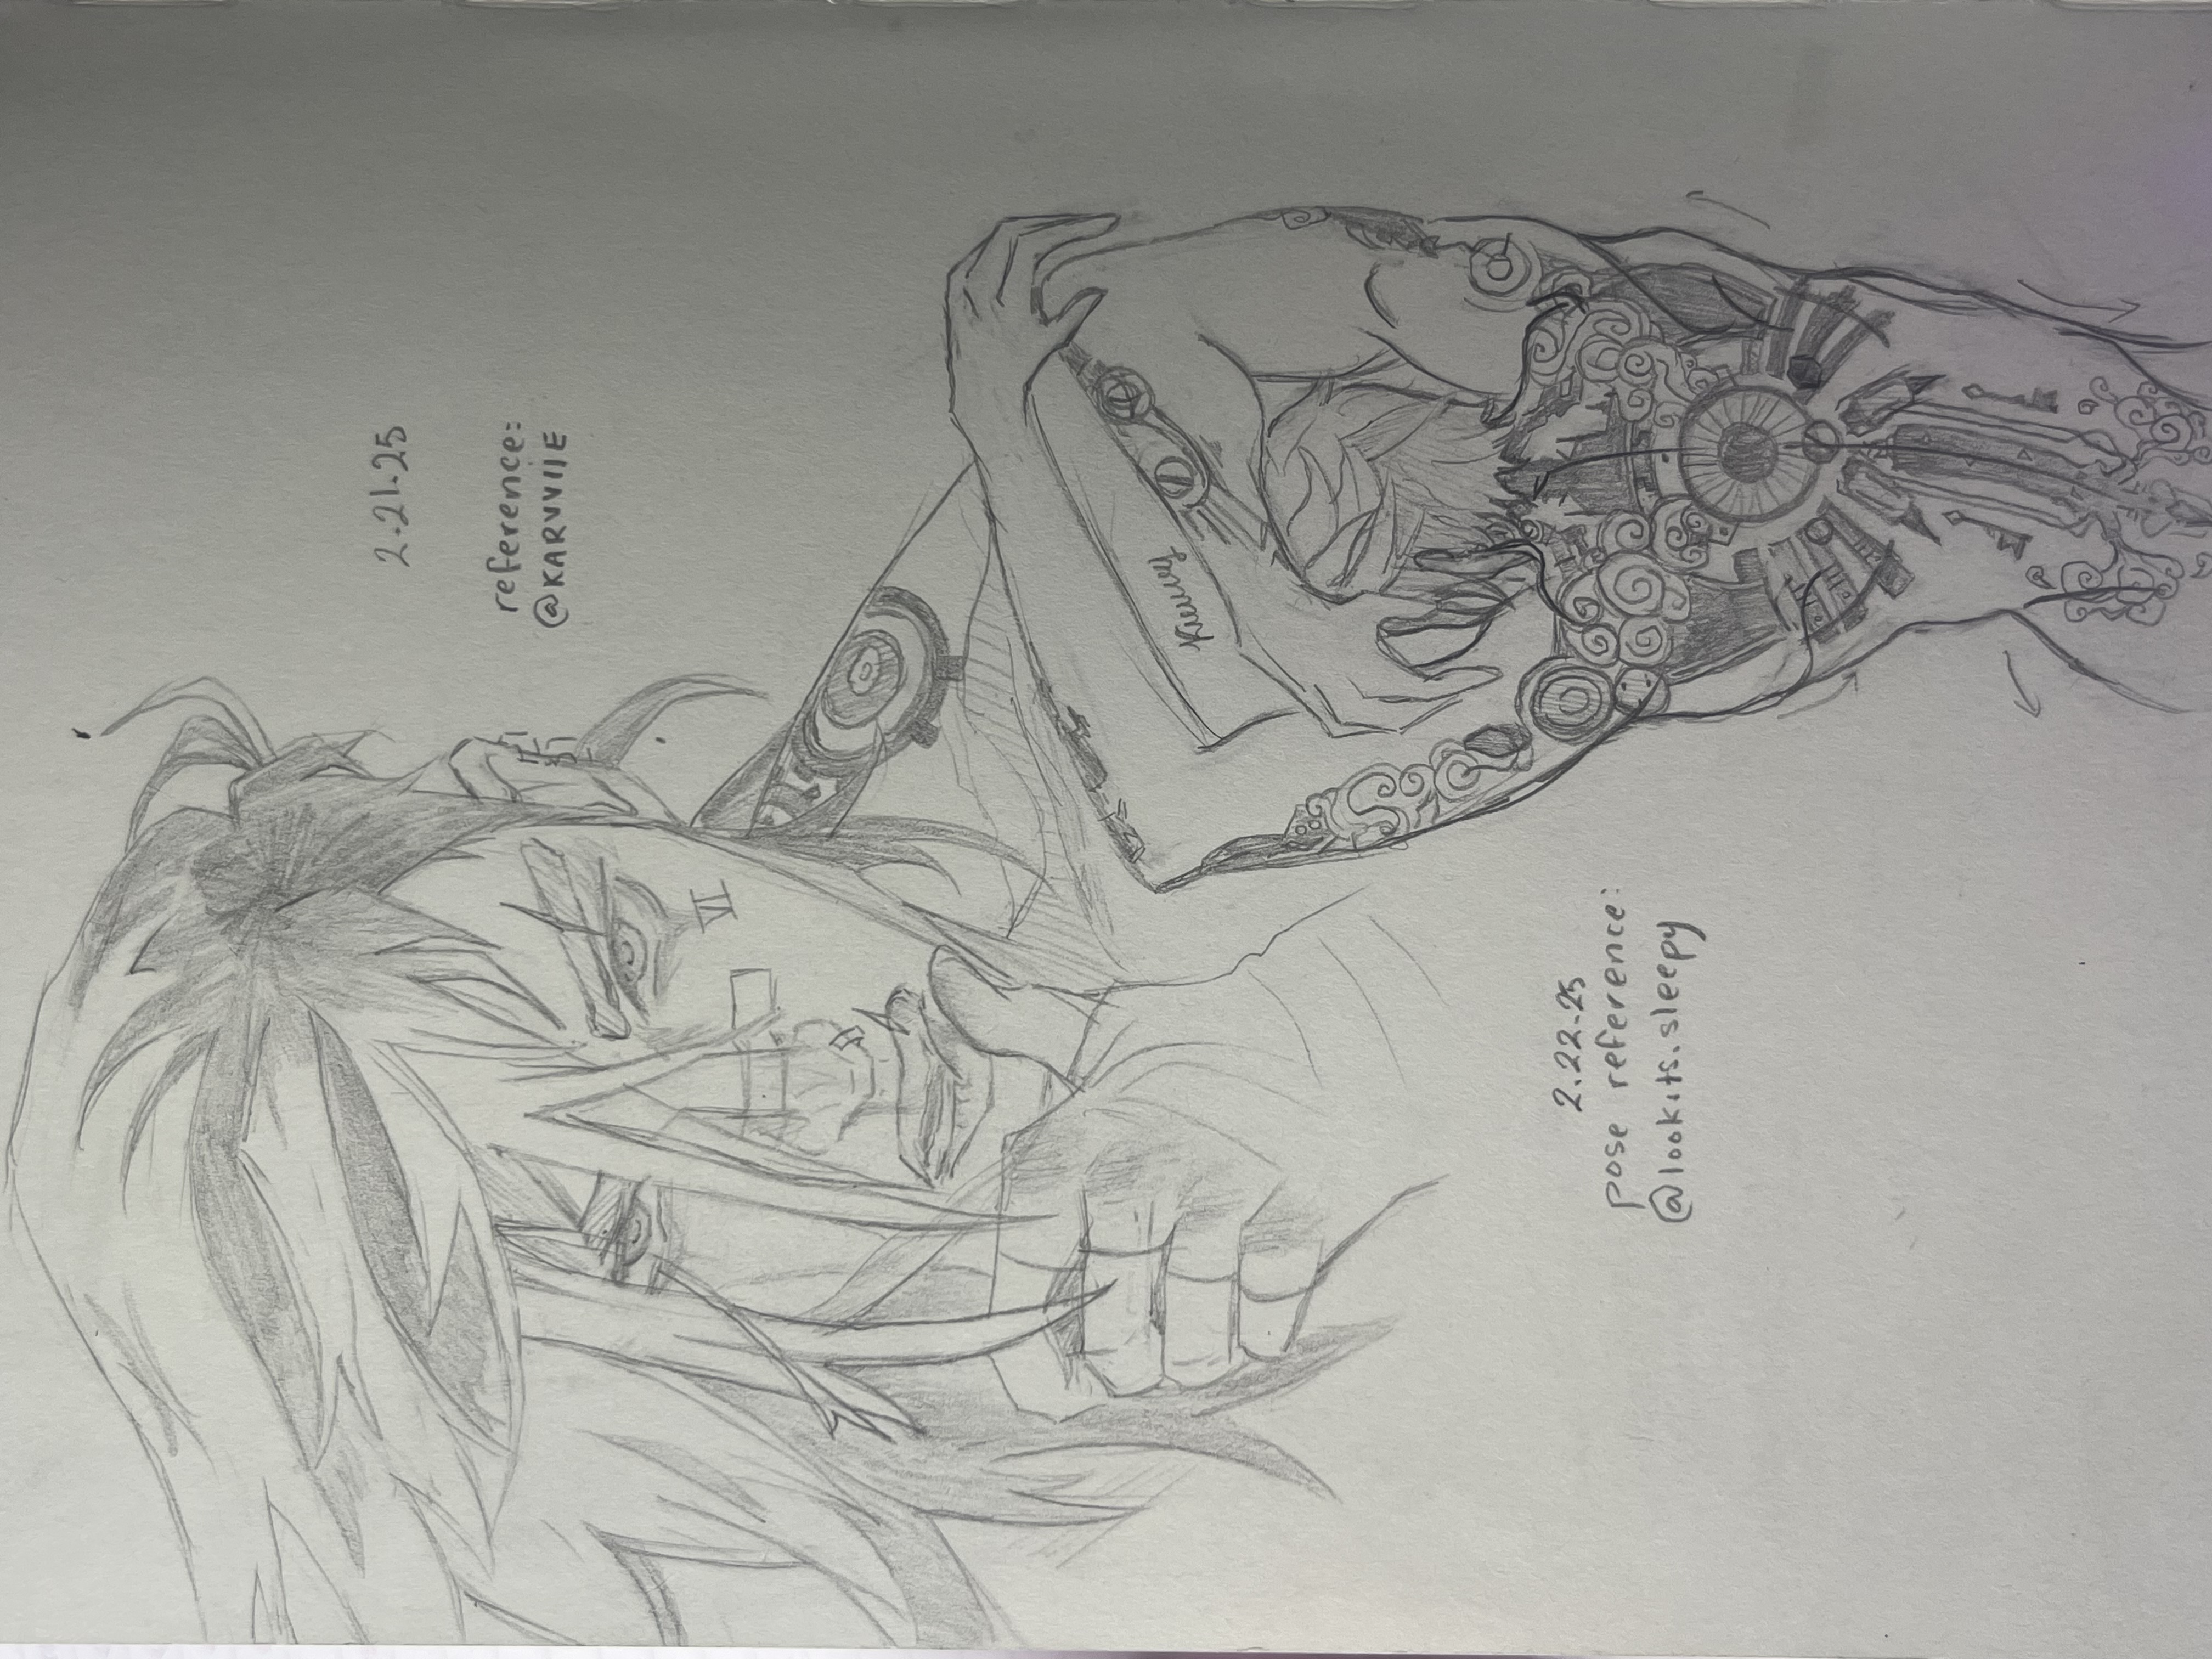 2.21.25
reference:
@KARVVIIE
VI
2.22.25
pose reference:
@lookits.sleepy